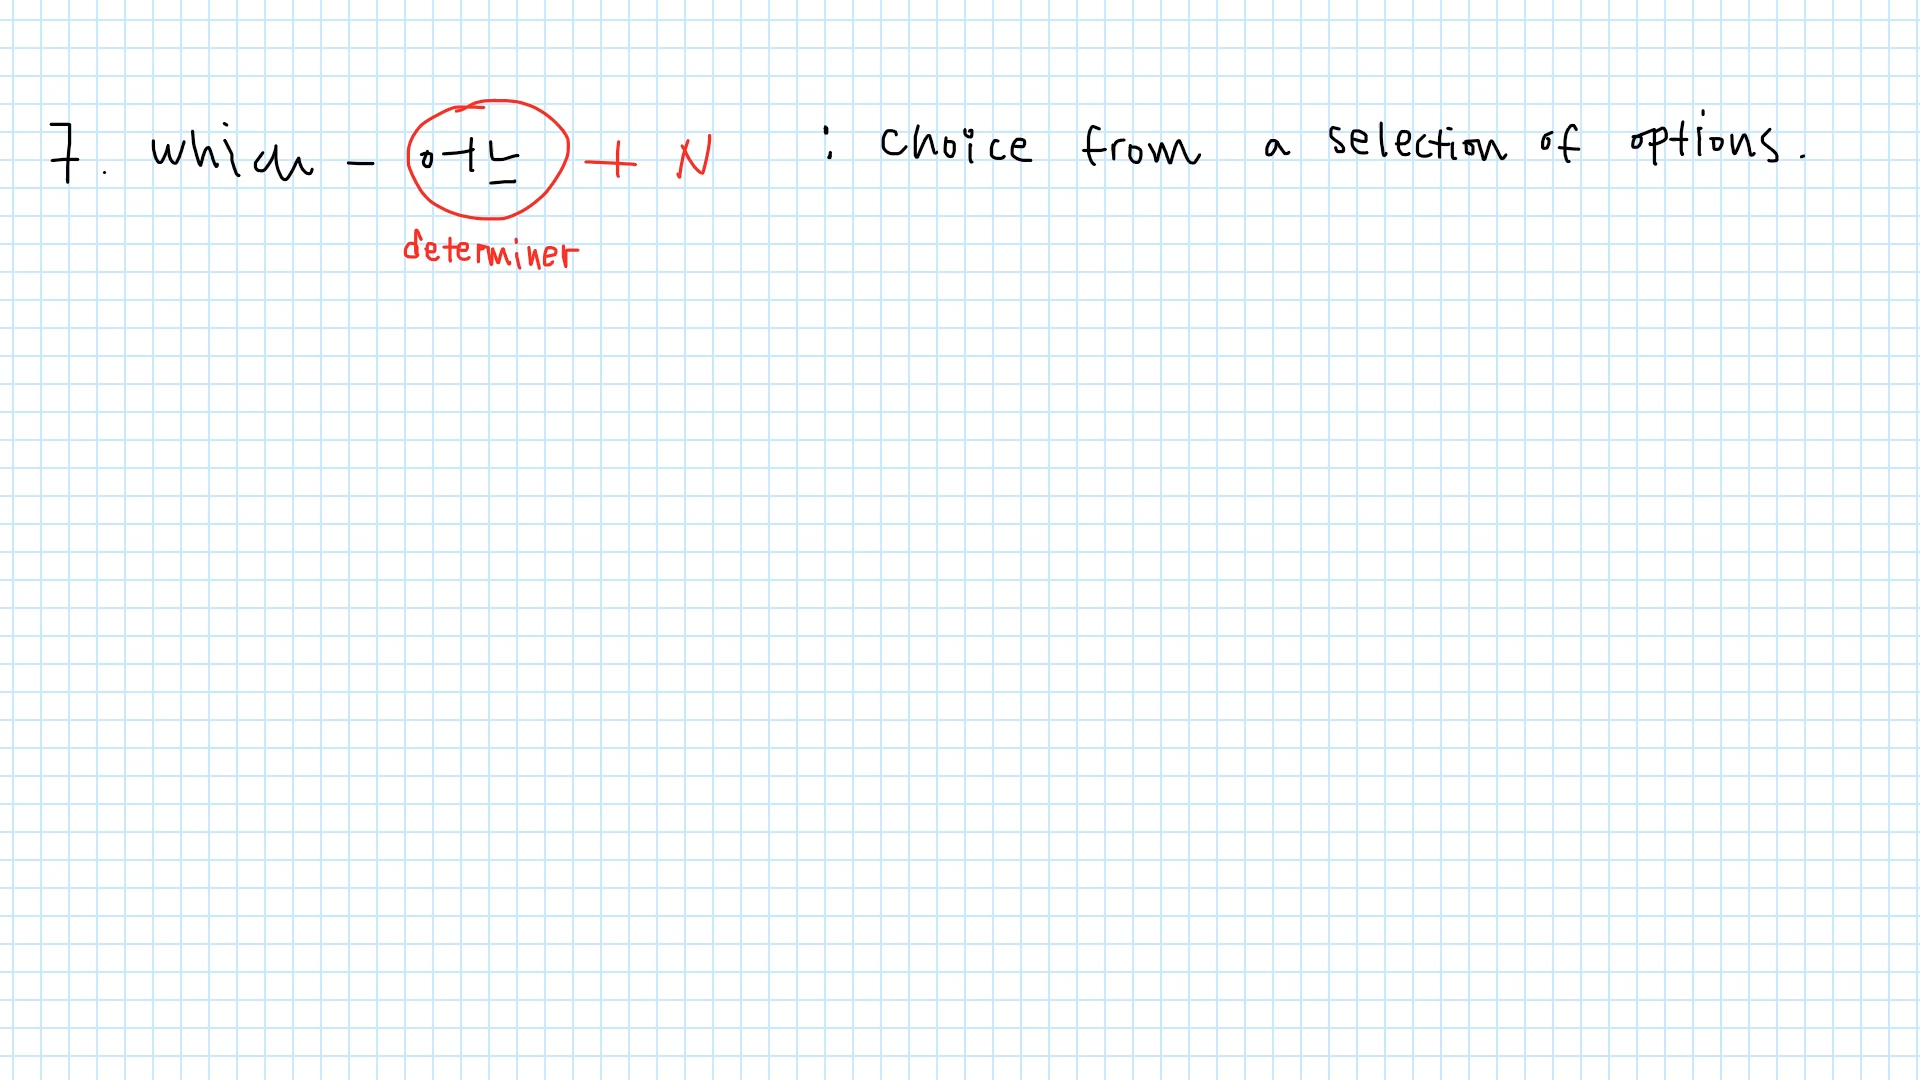 7. which - 어느 + N : choice from a selection of options.
determiner